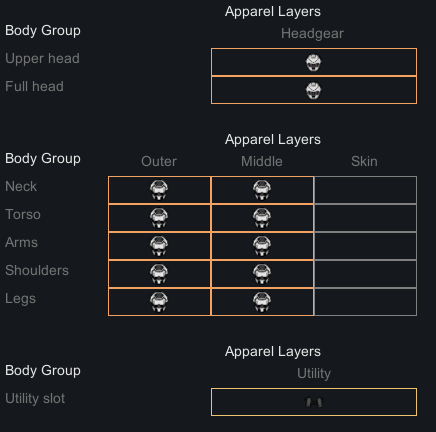 Apparel Layers
Body Group
Headgear
Upper head
Full head
Apparel Layers
Body Group
Outer Middle Skin
Neck
Torso
Arms
Shoulders
Legs
Apparel Layers
Body Group
Utility
Utility slot